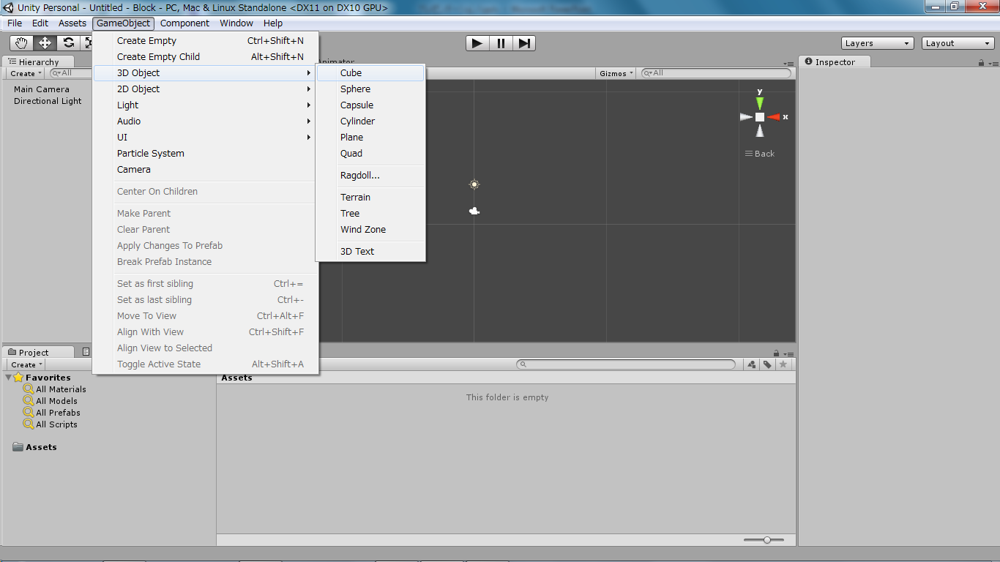 Unity Personal - Untitled - Block - PC, Mac & Linux Standalone <DX11 on DX10 GPU>
File Edit Assets GameObject Component Window Help
Layers Layout
Hierarchy
Create All
Main Camera
Directional Light
Create Empty Ctrl+Shift+N
Create Empty Child Alt+Shift+N
3D Object
2D Object
Light
Audio
UI
Particle System
Camera
Center On Children
Make Parent
Clear Parent
Apply Changes To Prefab
Break Prefab Instance
Set as first sibling Ctrl+=
Set as last sibling Ctrl+-
Move To View Ctrl+Alt+F
Align With View Ctrl+Shift+F
Align View to Selected
Toggle Active State Alt+Shift+A
Cube
Sphere
Capsule
Cylinder
Plane
Quad
Ragdoll...
Terrain
Tree
Wind Zone
3D Text
Gizmos All
y
x
Back
Inspector
Project
Create
Favorites
All Materials
All Models
All Prefabs
All Scripts
Assets
Assets
This folder is empty